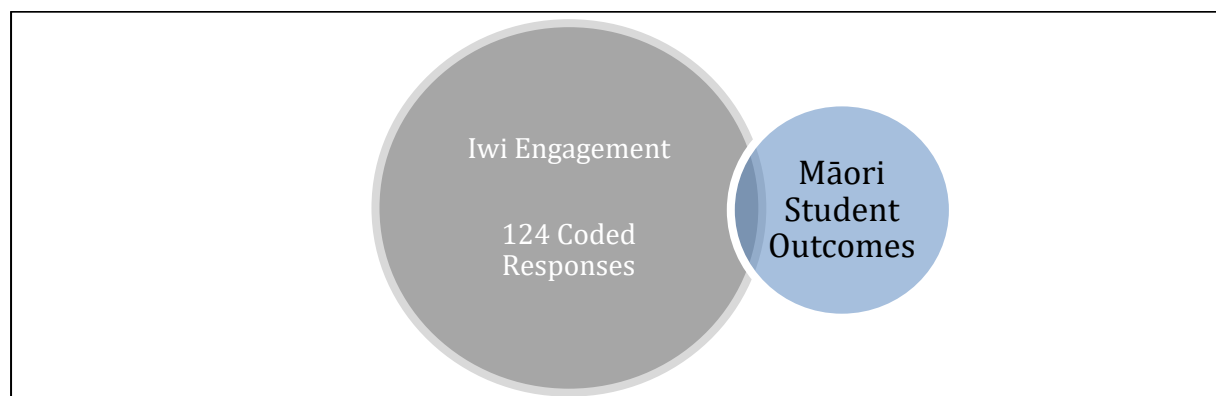 Iwi Engagement
124 Coded
Responses
Māori
Student
Outcomes